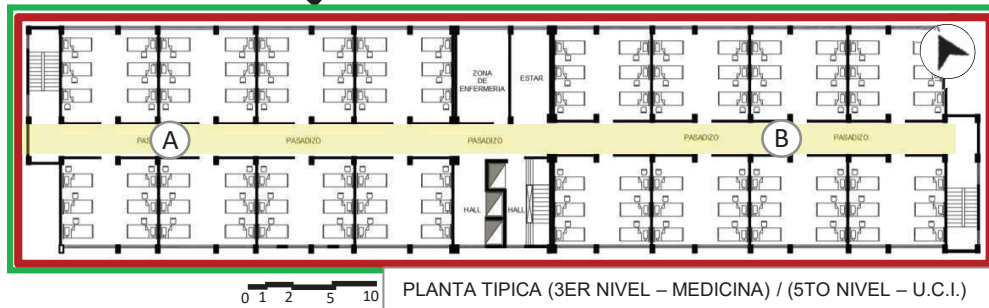 ZONA
DE
ENFERMERIA
ESTAR
A
PASADIZO
PASADIZO
PASADIZO
B
PASADIZO
HALL
HALL
0 1 2 5 10
PLANTA TIPICA (3ER NIVEL – MEDICINA) / (5TO NIVEL – U.C.I.)